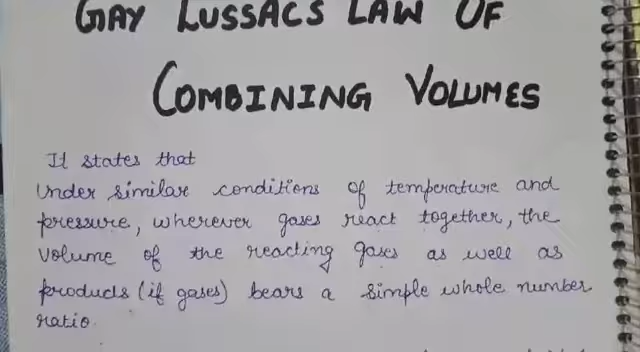 GAY LUSSACS LAW OF
COMBINING VOLUMES
It states that
under similar conditions of temperature and
pressure, wherever gases react together, the
volume of the reacting gases as well as
products (if gases) bears a simple whole number
ratio.